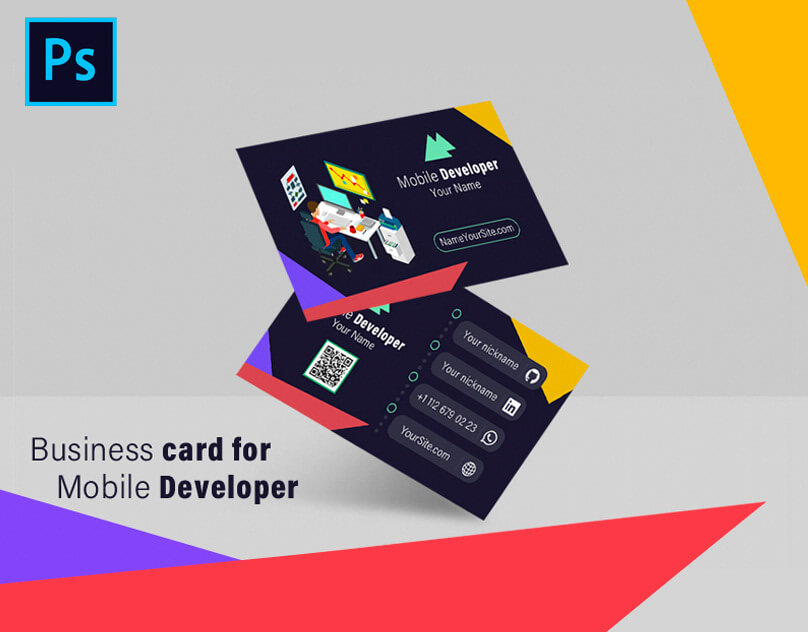 Ps
Mobile Developer
Your Name
NameYourSite.com
Developer
Your Name
Your nickname
Your nickname
+1 112 679 02 23
in
YourSite.com
Business card for
Mobile Developer